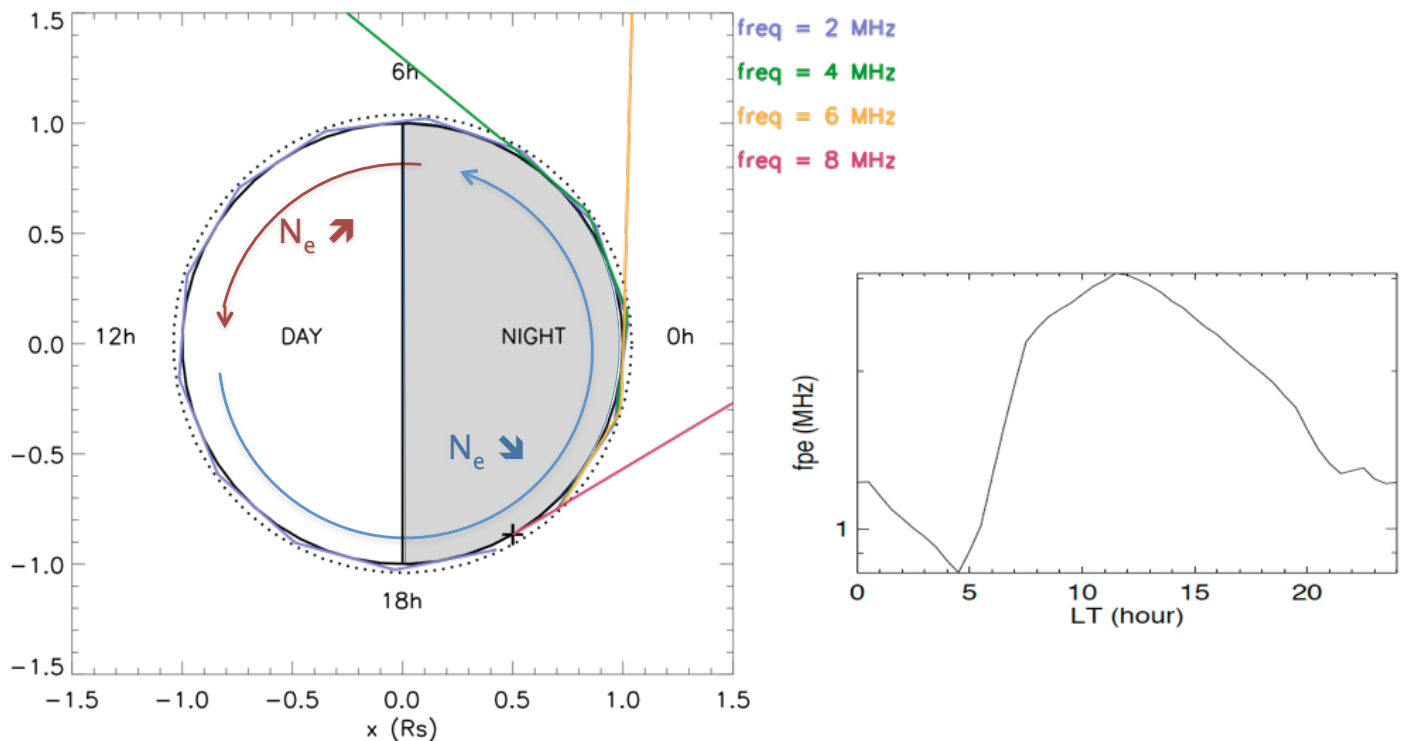 1.5
1.0
0.5
0.0
−0.5
−1.0
−1.5
6h
12h
DAY
NIGHT
0h
18h
Ne
Ne
−1.5 −1.0 −0.5 0.0 0.5 1.0 1.5
x (Rs)
freq = 2 MHz
freq = 4 MHz
freq = 6 MHz
freq = 8 MHz
fpe (MHz)
1
0 5 10 15 20
LT (hour)